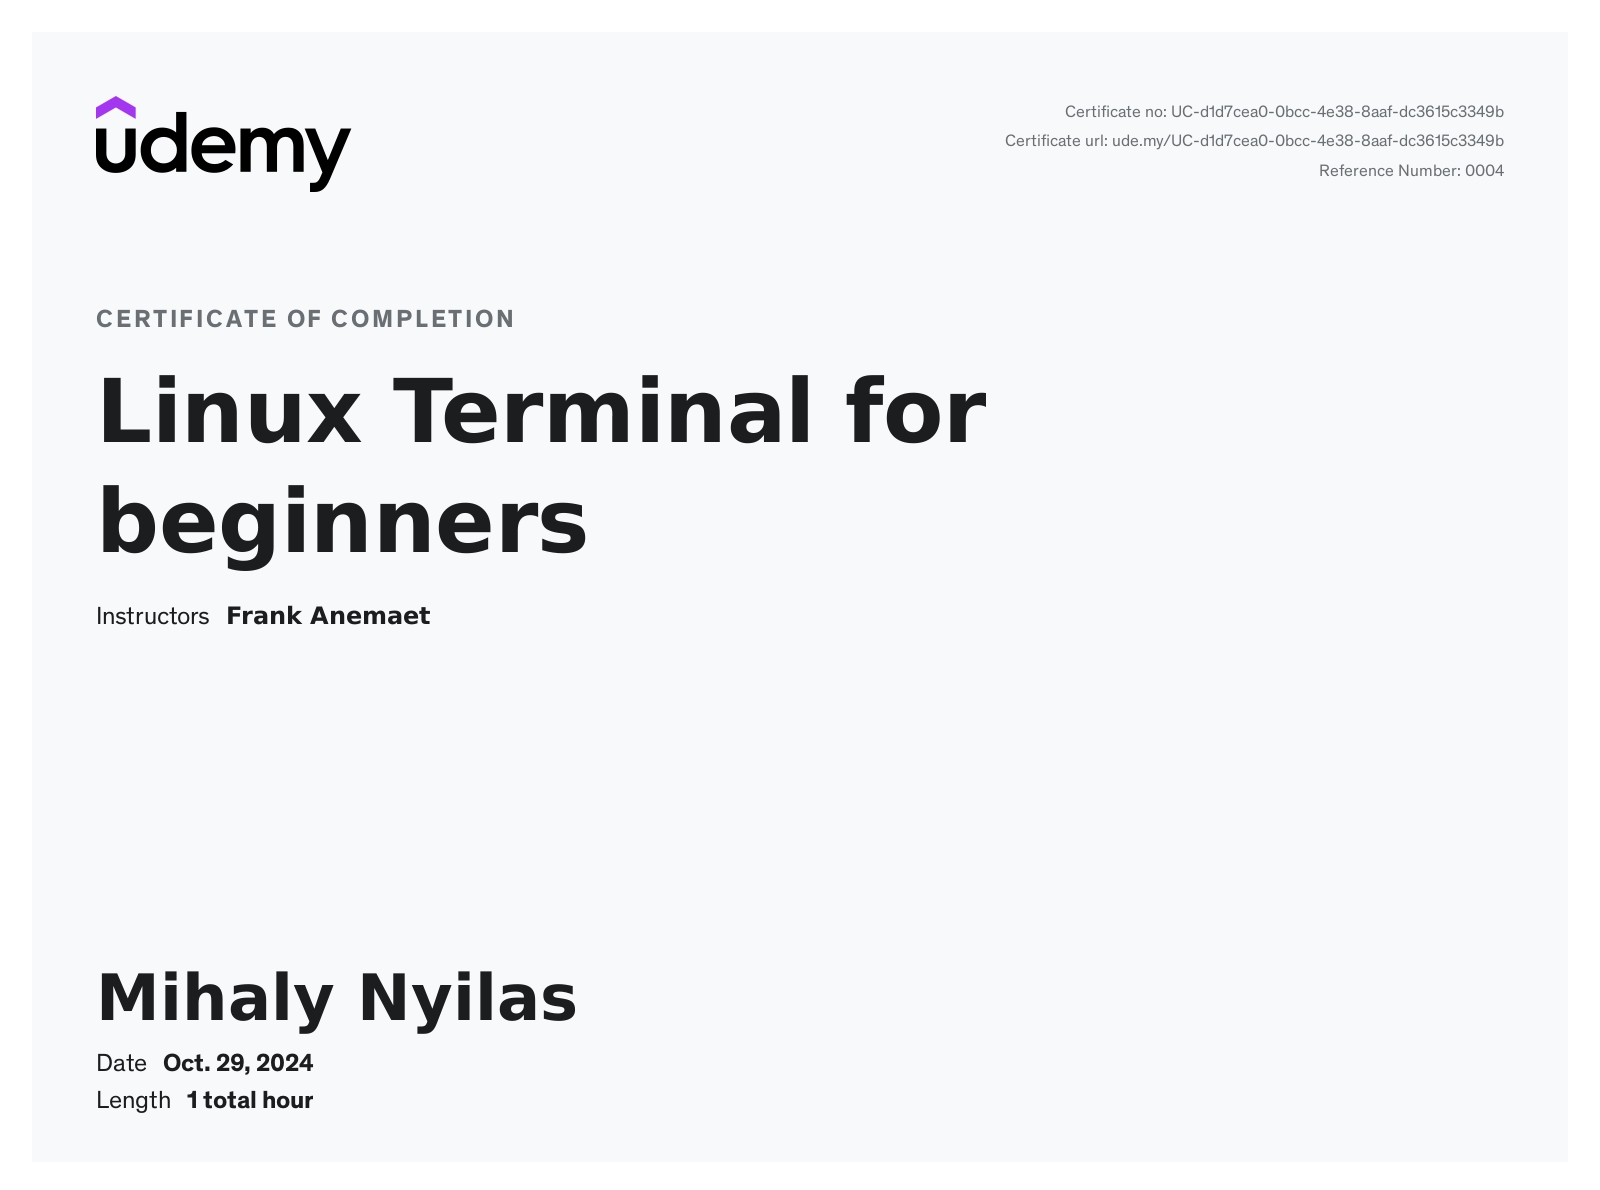 udemy
Certificate no: UC-d1d7cea0-0bcc-4e38-8aaf-dc3615c3349b
Certificate url: ude.my/UC-d1d7cea0-0bcc-4e38-8aaf-dc3615c3349b
Reference Number: 0004
CERTIFICATE OF COMPLETION
Linux Terminal for
beginners
Instructors Frank Anemaet
Mihaly Nyilas
Date Oct. 29, 2024
Length 1 total hour